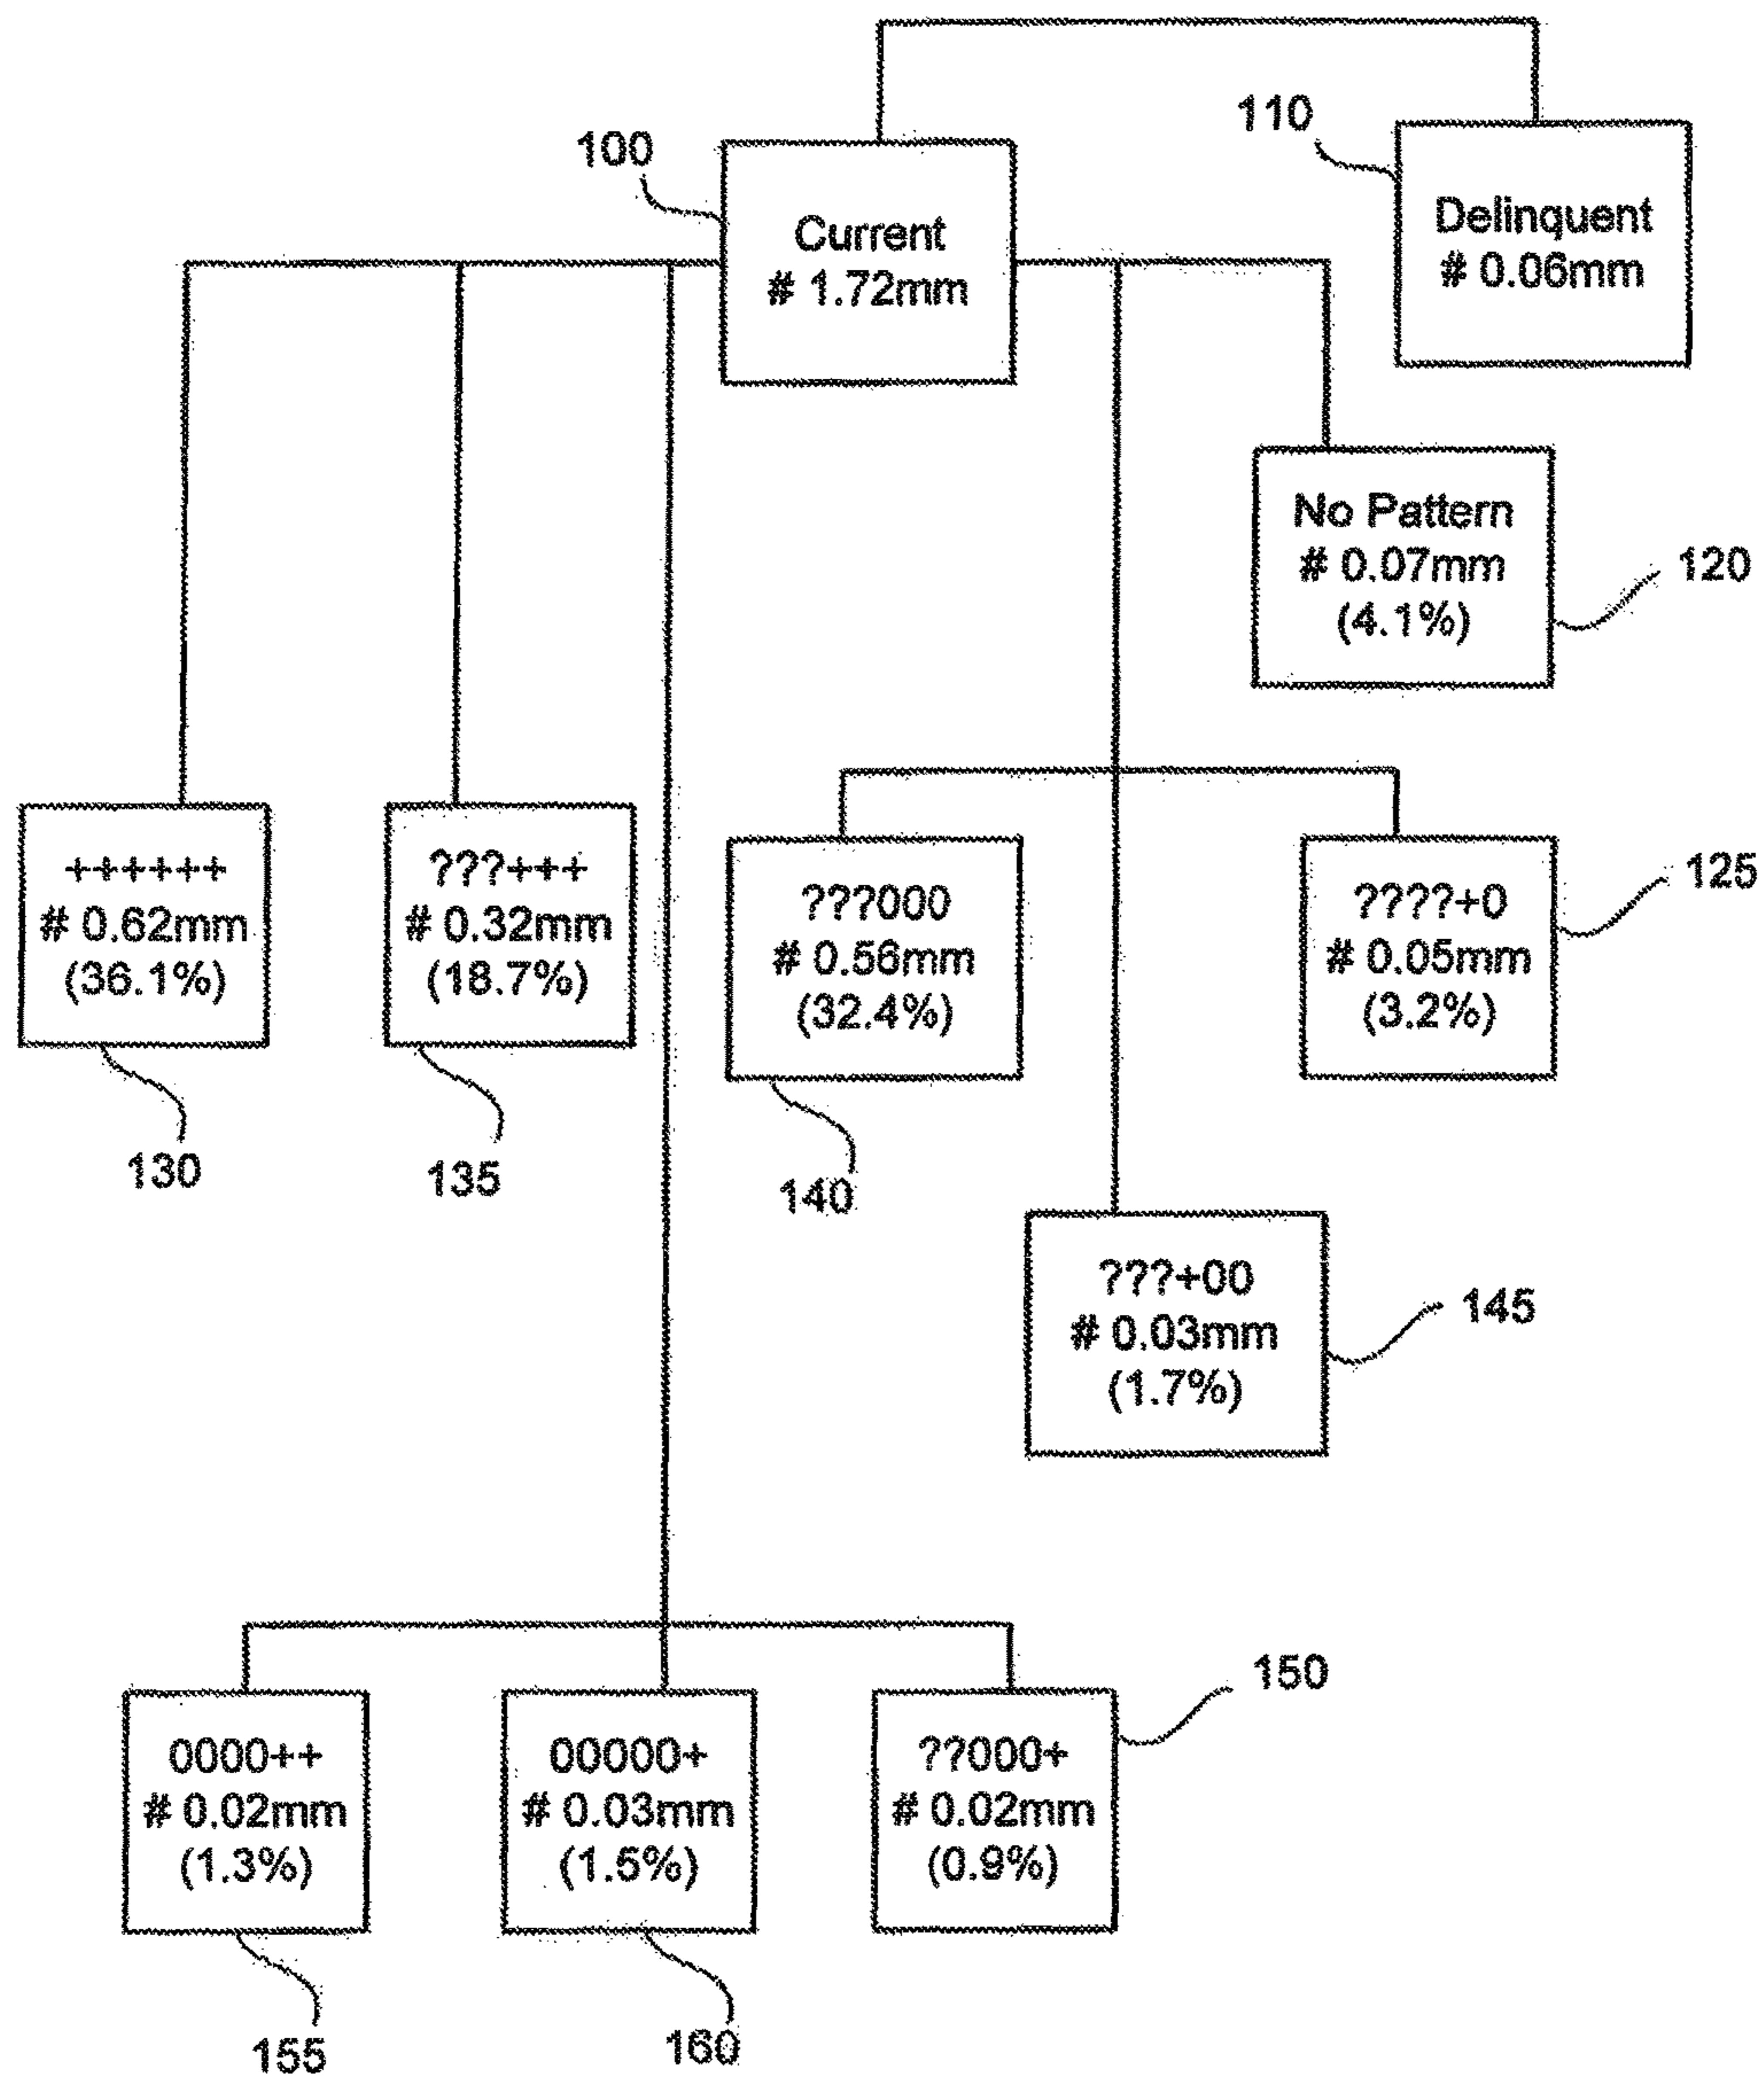 100
Current
# 1.72mm
110
Delinquent
# 0.06mm
No Pattern
# 0.07mm
(4.1%)
120
++++++
# 0.62mm
(36.1%)
130
???+++
# 0.32mm
(18.7%)
135
???000
# 0.56mm
(32.4%)
140
????+0
# 0.05mm
(3.2%)
125
???+00
# 0.03mm
(1.7%)
145
0000++
# 0.02mm
(1.3%)
155
00000+
# 0.03mm
(1.5%)
160
??000+
# 0.02mm
(0.9%)
150